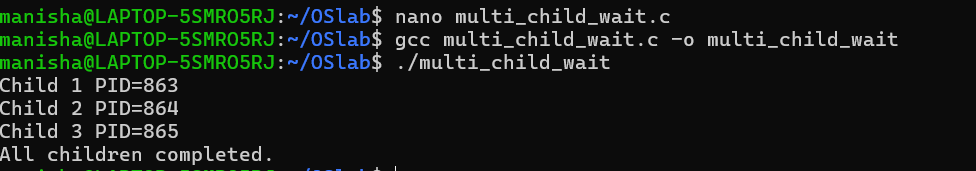 manisha@LAPTOP-5SMRO5RJ:~/OSlab$ nano multi_child_wait.c
manisha@LAPTOP-5SMRO5RJ:~/OSlab$ gcc multi_child_wait.c -o multi_child_wait
manisha@LAPTOP-5SMRO5RJ:~/OSlab$ ./multi_child_wait
Child 1 PID=863
Child 2 PID=864
Child 3 PID=865
All children completed.